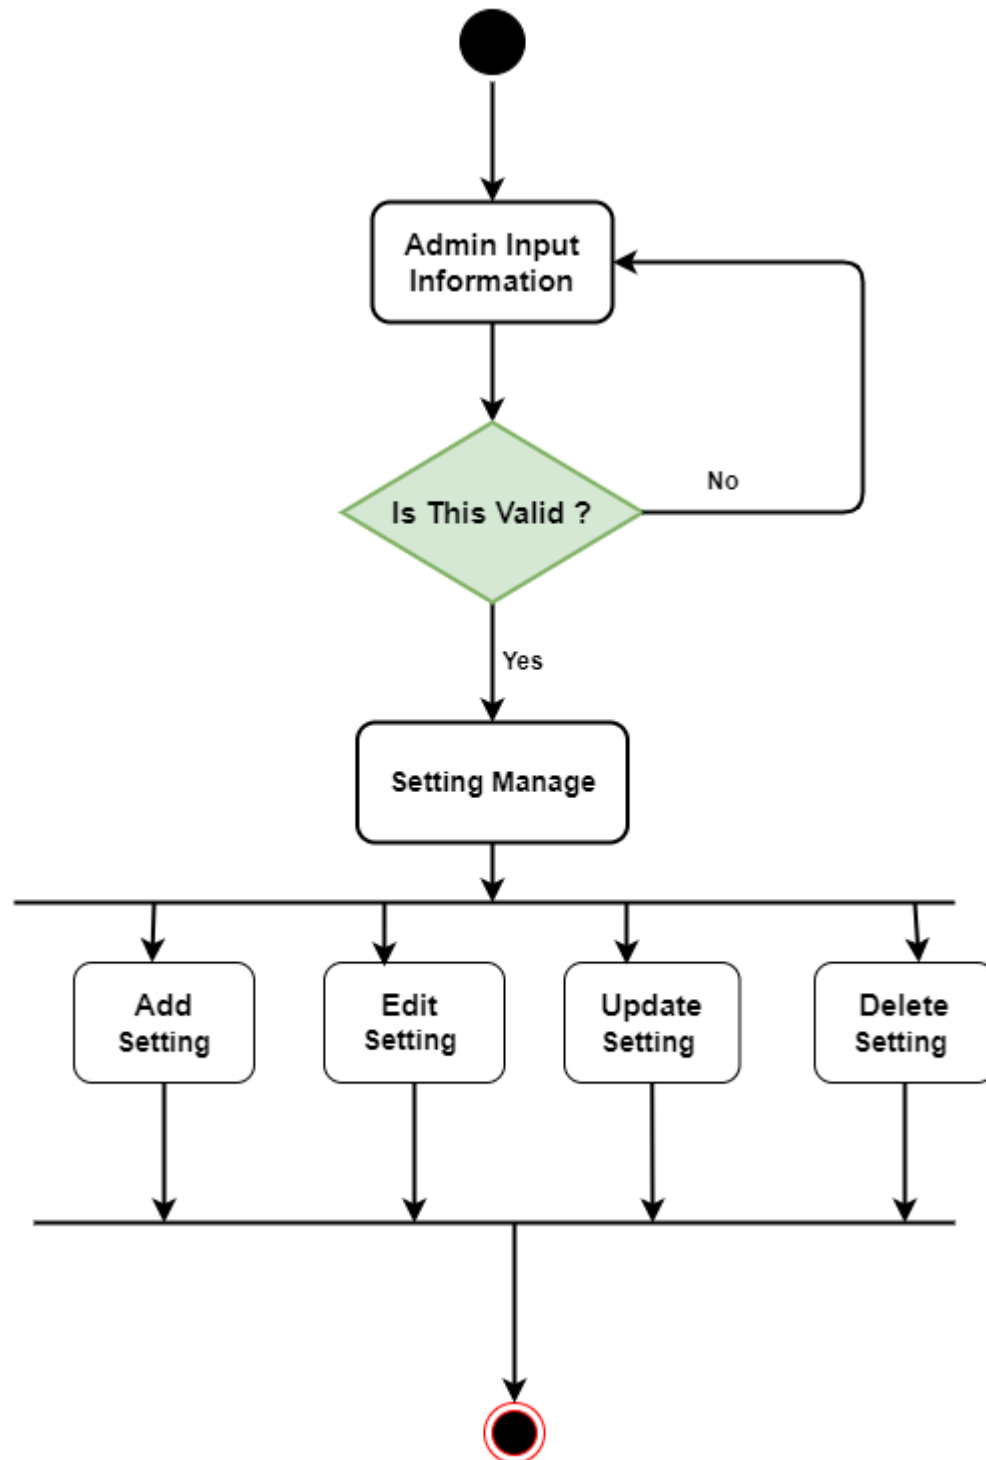 Admin Input
Information
No
Is This Valid ?
Yes
Setting Manage
Add
Setting
Edit
Setting
Update
Setting
Delete
Setting